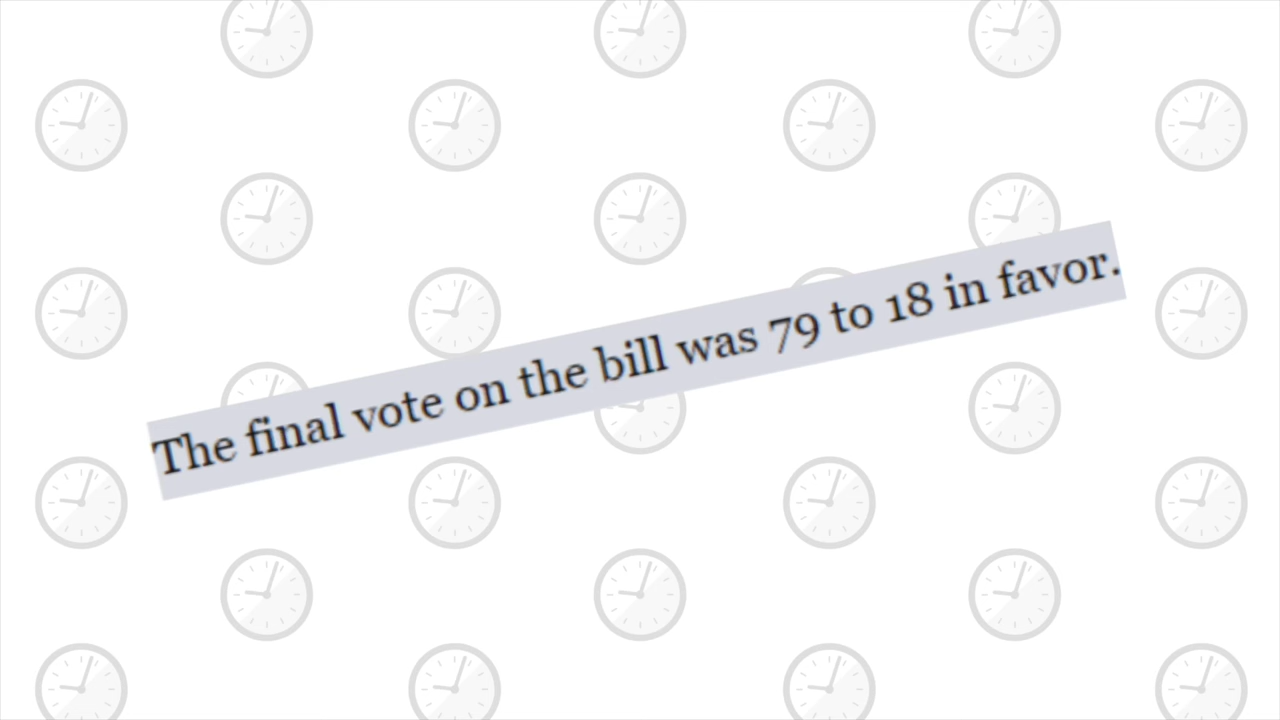 The final vote on the bill was 79 to 18 in favor.